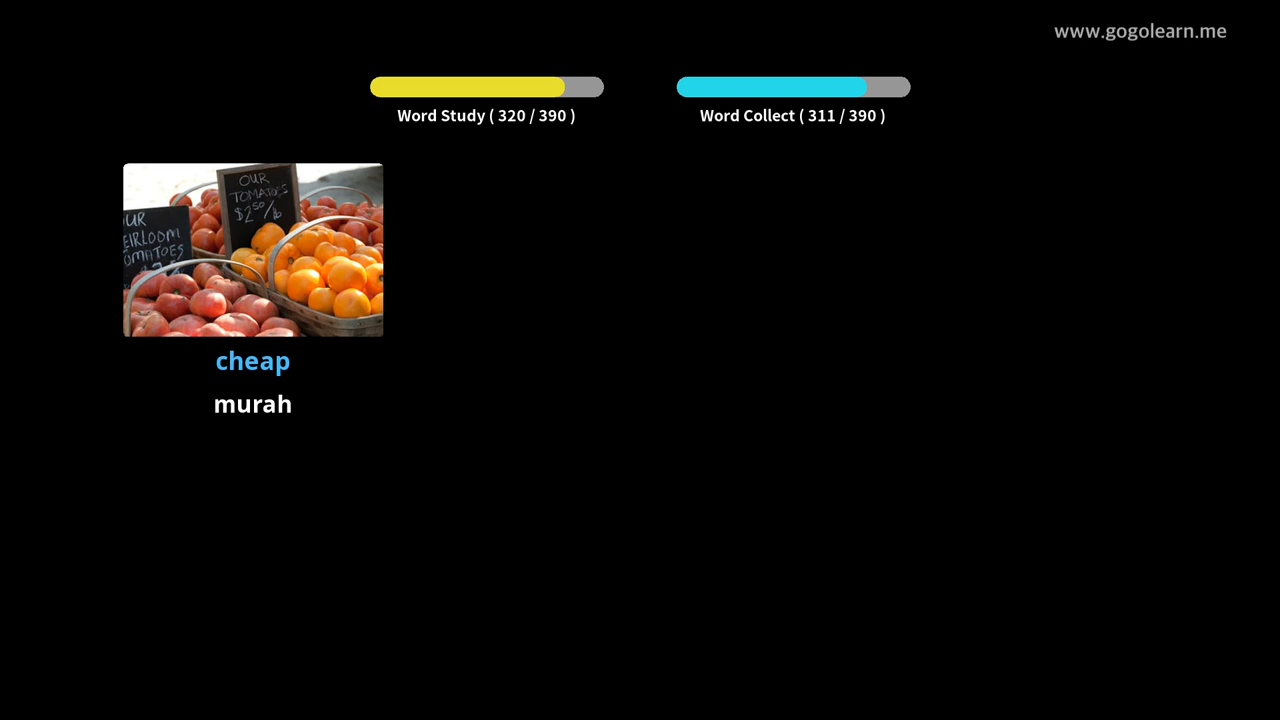 www.gogolearn.me
Word Study ( 320 / 390 )
Word Collect ( 311 / 390 )
OUR
TOMATOES
$2.50/lb
UR
EIRLOOM
OMATOES
cheap
murah